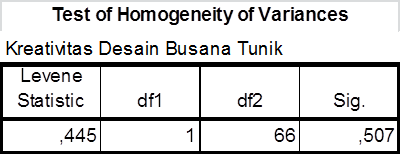 Test of Homogeneity of Variances
Kreativitas Desain Busana Tunik
Levene
Statistic df1 df2 Sig.
,445 1 66 ,507